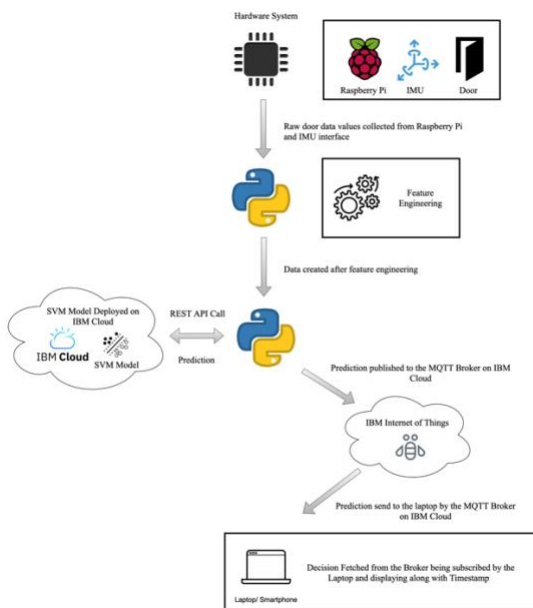 Hardware System
Raspberry Pi
IMU
Door
Raw door data values collected from Raspberry Pi
and IMU interface
Feature
Engineering
Data created after feature engineering
SVM Model Deployed on
IBM Cloud
IBM Cloud
SVM Model
REST API Call
Prediction
Prediction published to the MQTT Broker on IBM
Cloud
IBM Internet of Things
Prediction send to the laptop by the MQTT Broker
on IBM Cloud
Decision Fetched from the Broker being subscribed by the
Laptop and displaying along with Timestamp
Laptop/ Smartphone